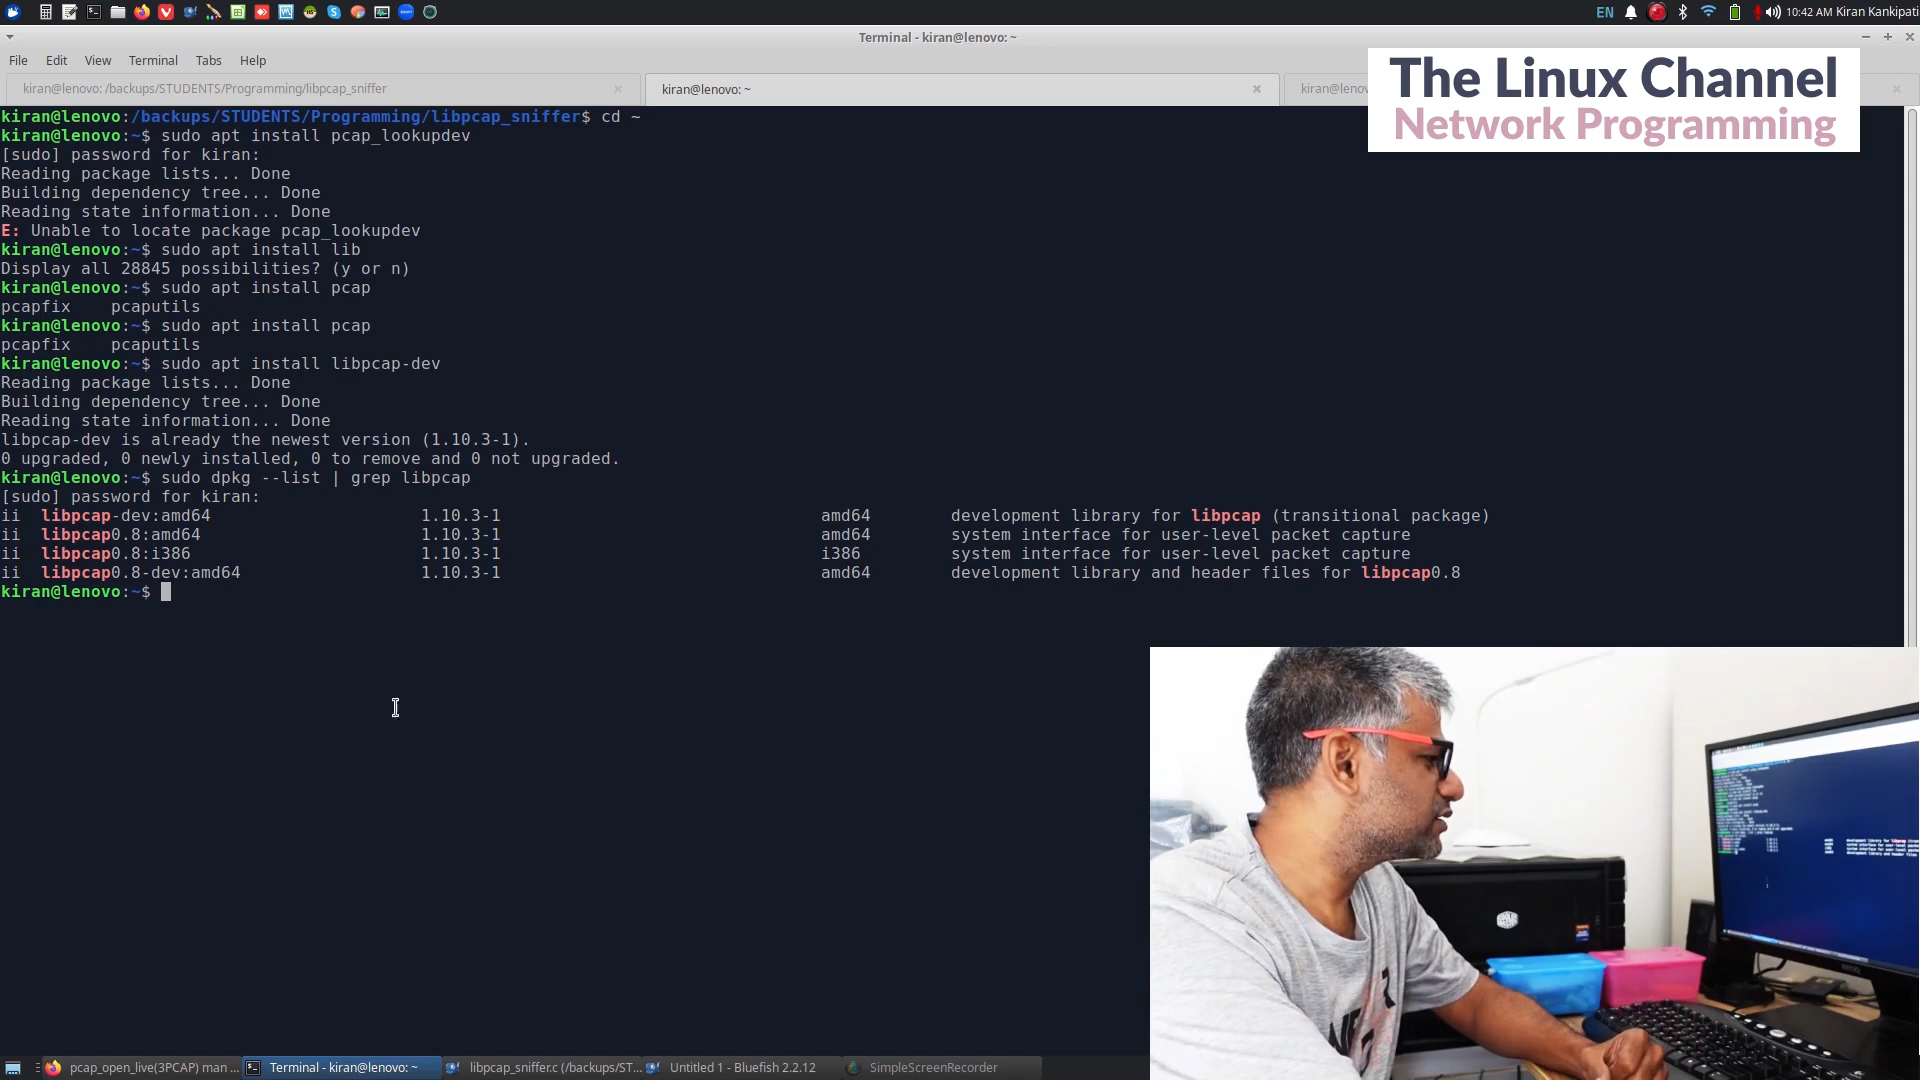 EN 10:42 AM Kiran Kankipati
Terminal - kiran@lenovo: ~
File Edit View Terminal Tabs Help
kiran@lenovo: /backups/STUDENTS/Programming/libpcap_sniffer
kiran@lenovo: ~
The Linux Channel
Network Programming
kiran@lenovo:/backups/STUDENTS/Programming/libpcap_sniffer$ cd ~
kiran@lenovo:~$ sudo apt install pcap_lookupdev
[sudo] password for kiran:
Reading package lists... Done
Building dependency tree... Done
Reading state information... Done
E: Unable to locate package pcap_lookupdev
kiran@lenovo:~$ sudo apt install lib
Display all 28845 possibilities? (y or n)
kiran@lenovo:~$ sudo apt install pcap
pcapfix    pcaputils
kiran@lenovo:~$ sudo apt install pcap
pcapfix    pcaputils
kiran@lenovo:~$ sudo apt install libpcap-dev
Reading package lists... Done
Building dependency tree... Done
Reading state information... Done
libpcap-dev is already the newest version (1.10.3-1).
0 upgraded, 0 newly installed, 0 to remove and 0 not upgraded.
kiran@lenovo:~$ sudo dpkg --list | grep libpcap
[sudo] password for kiran:
ii  libpcap-dev:amd64    1.10.3-1    amd64    development library for libpcap (transitional package)
ii  libpcap0.8:amd64    1.10.3-1    amd64    system interface for user-level packet capture
ii  libpcap0.8:i386    1.10.3-1    i386    system interface for user-level packet capture
ii  libpcap0.8-dev:amd64    1.10.3-1    amd64    development library and header files for libpcap0.8
kiran@lenovo:~$
pcap_open_live(3PCAP) man ... Terminal - kiran@lenovo: ~ libpcap_sniffer.c (/backups/ST... Untitled 1 - Bluefish 2.2.12 SimpleScreenRecorder